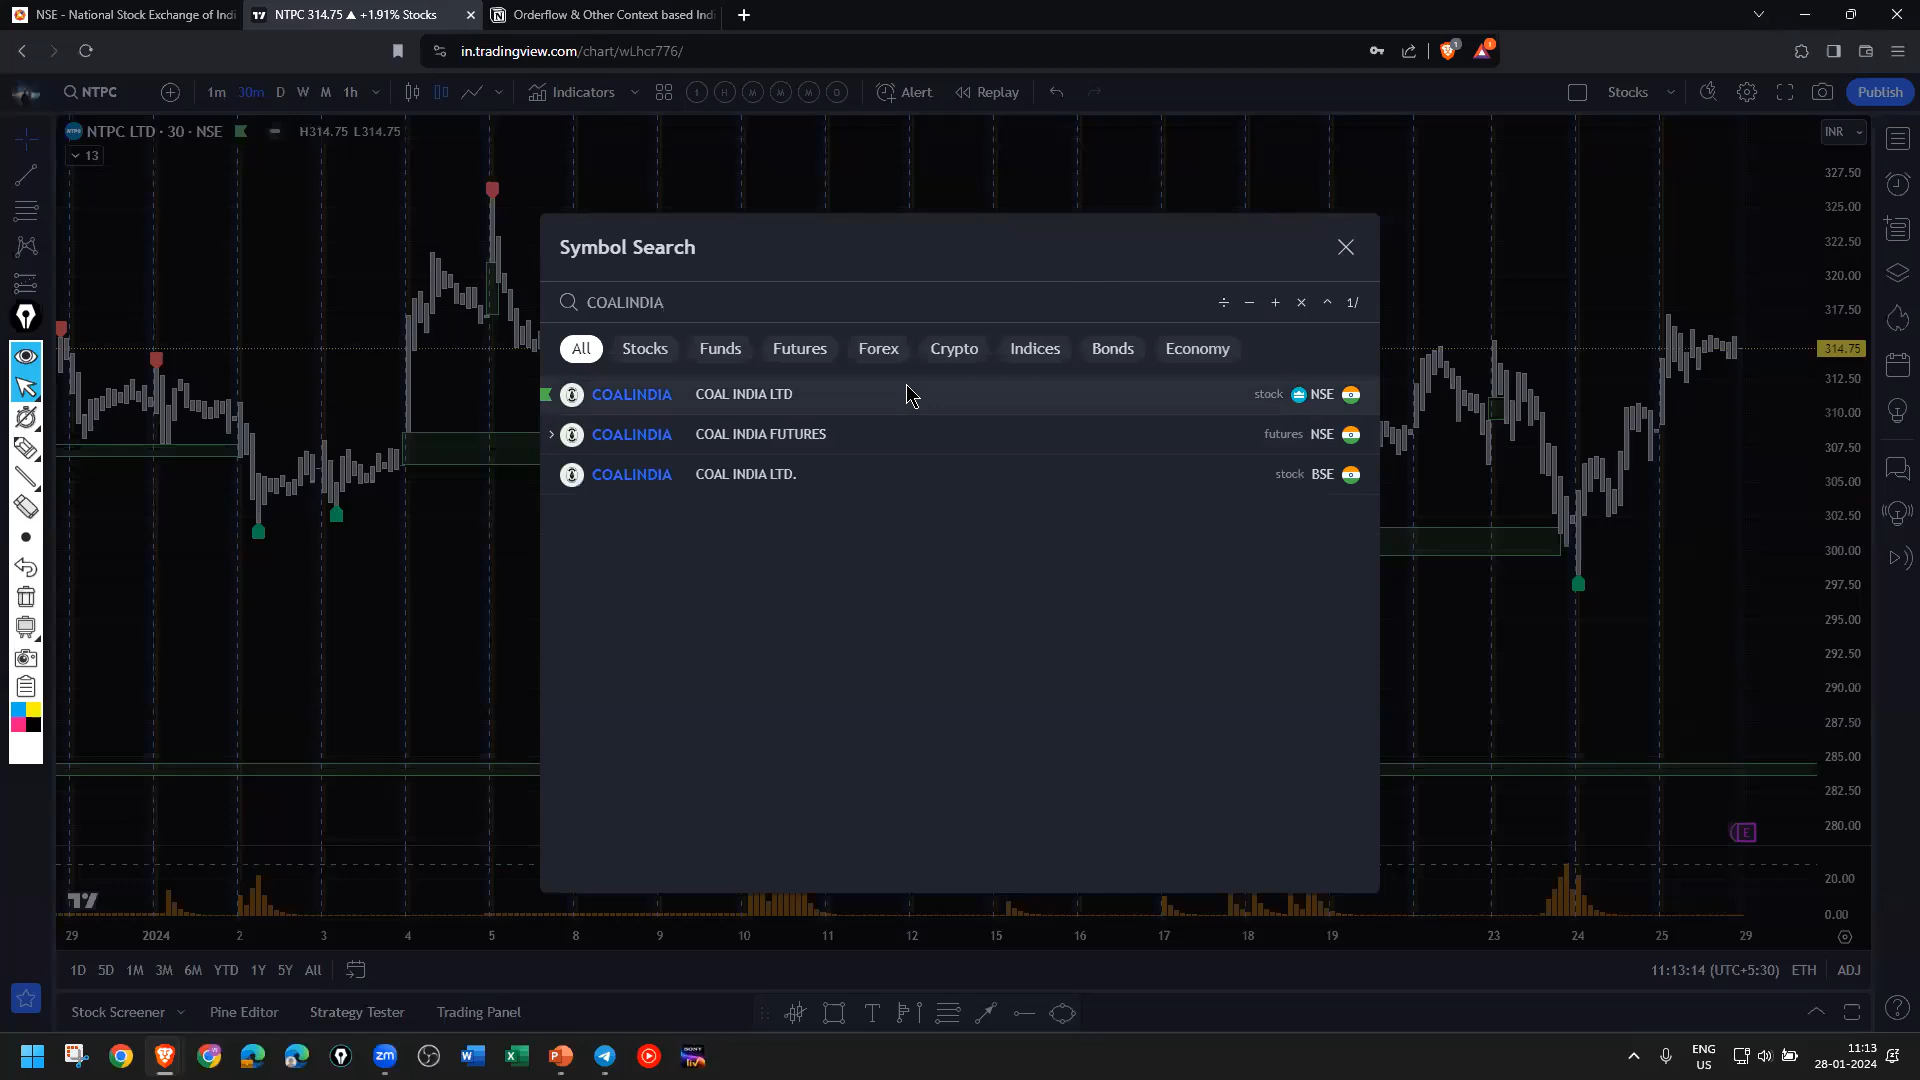 NSE - National Stock Exchange of Indi
NTPC 314.75 ▲ +1.91% Stocks
Orderflow & Other Context based Indi
in.tradingview.com/chart/wLhcr776/
NTPC
1m 30m D W M 1h
Indicators
1 H M M M D
Alert
Replay
Stocks
Publish
NTPC LTD · 30 · NSE
H314.75 L314.75
INR
13
327.50
325.00
322.50
320.00
317.50
314.75
312.50
310.00
307.50
305.00
302.50
300.00
297.50
295.00
292.50
290.00
287.50
285.00
282.50
280.00
20.00
0.00
Symbol Search
COALINDIA
÷ − + × ^ 1/
All Stocks Funds Futures Forex Crypto Indices Bonds Economy
COALINDIA COAL INDIA LTD stock NSE
COALINDIA COAL INDIA FUTURES futures NSE
COALINDIA COAL INDIA LTD. stock BSE
E
29 2024 2 3 4 5 8 9 10 11 12 15 16 17 18 19 23 24 25 29
1D 5D 1M 3M 6M YTD 1Y 5Y All
11:13:14 (UTC+5:30) ETH ADJ
Stock Screener Pine Editor Strategy Tester Trading Panel
ENG
US
11:13
28-01-2024